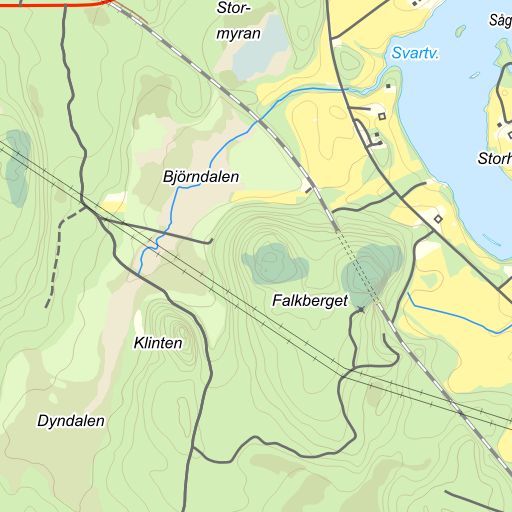 Stor-
myran
Såg
Svartv.
Storh
Björndalen
Falkberget
Klinten
Dyndalen